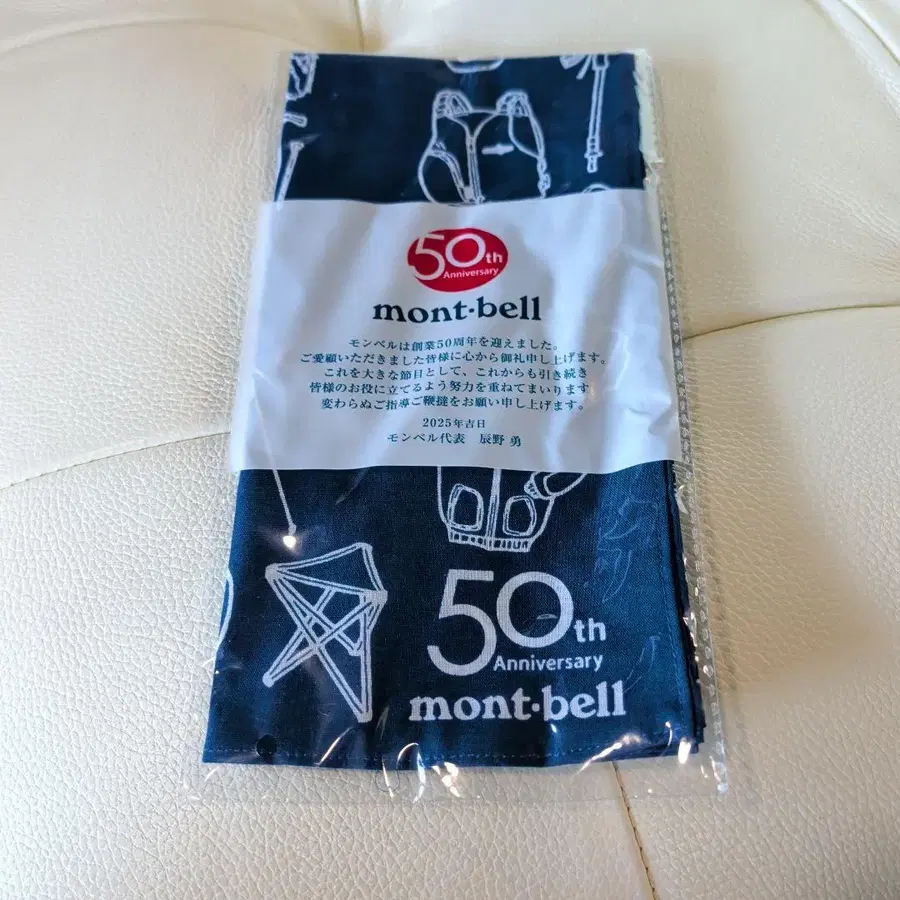 50th
Anniversary
mont·bell
モンベルは創業50周年を迎えました。
ご愛顧いただきました皆様に心から御礼申し上げます。
これを大きな節目として、これからも引き続き
皆様のお役に立てるよう努力を重ねてまいります
変わらぬご指導ご鞭撻をお願い申し上げます。
2025年吉日
モンベル代表 辰野 勇
50th
Anniversary
mont·bell